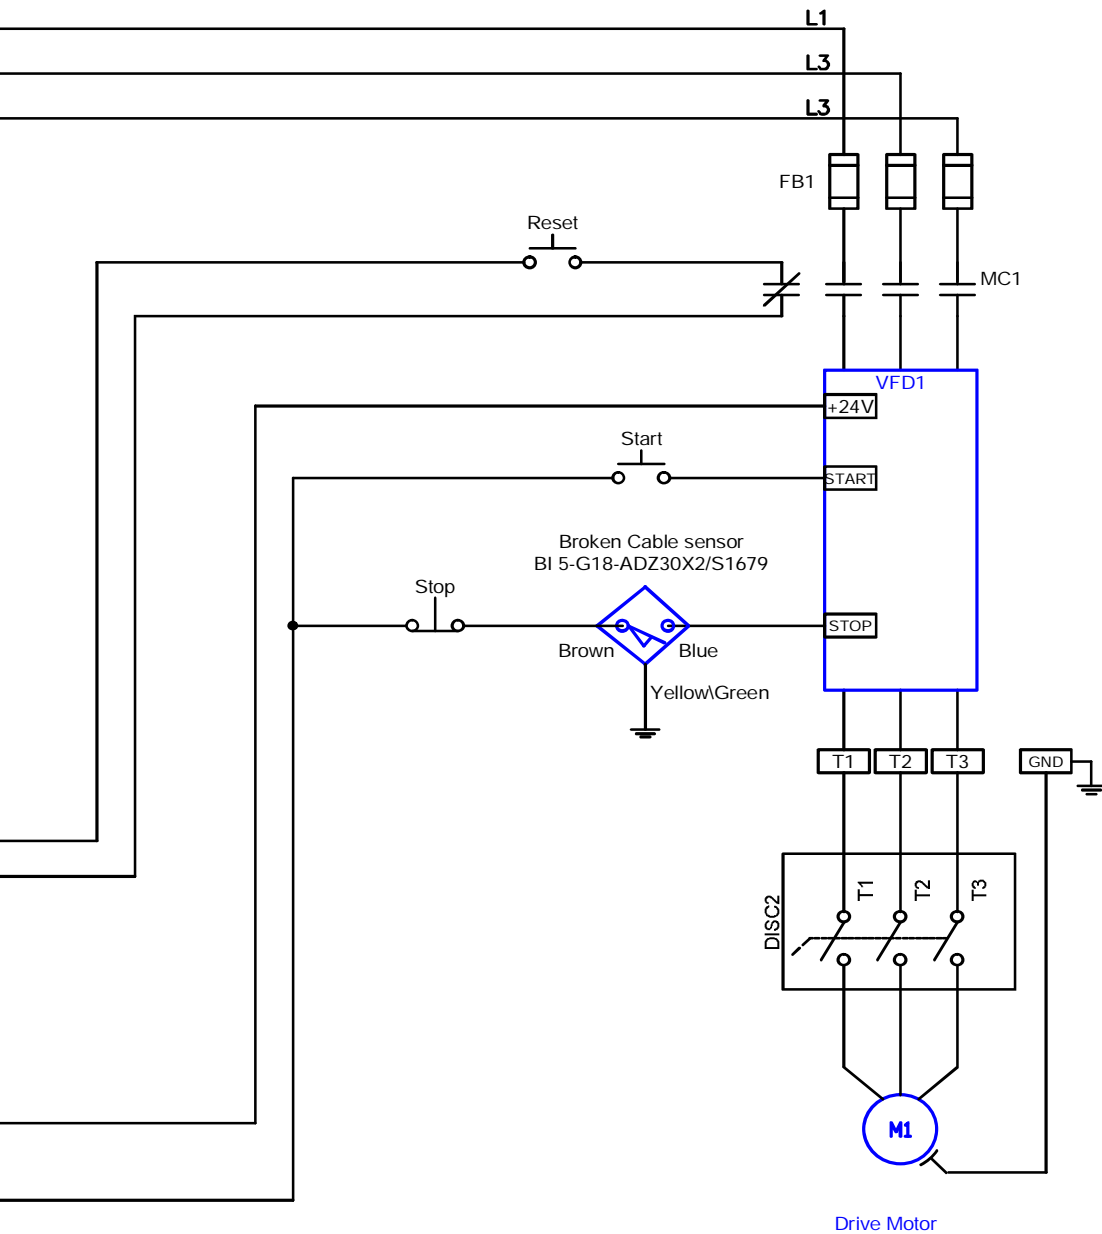 L1
L3
L3
FB1
Reset
MC1
VFD1
+24V
Start
START
Broken Cable sensor
BI 5-G18-ADZ30X2/S1679
Stop
STOP
Brown
Blue
Yellow\Green
T1
T2
T3
GND
T1
T2
T3
DISC2
M1
Drive Motor